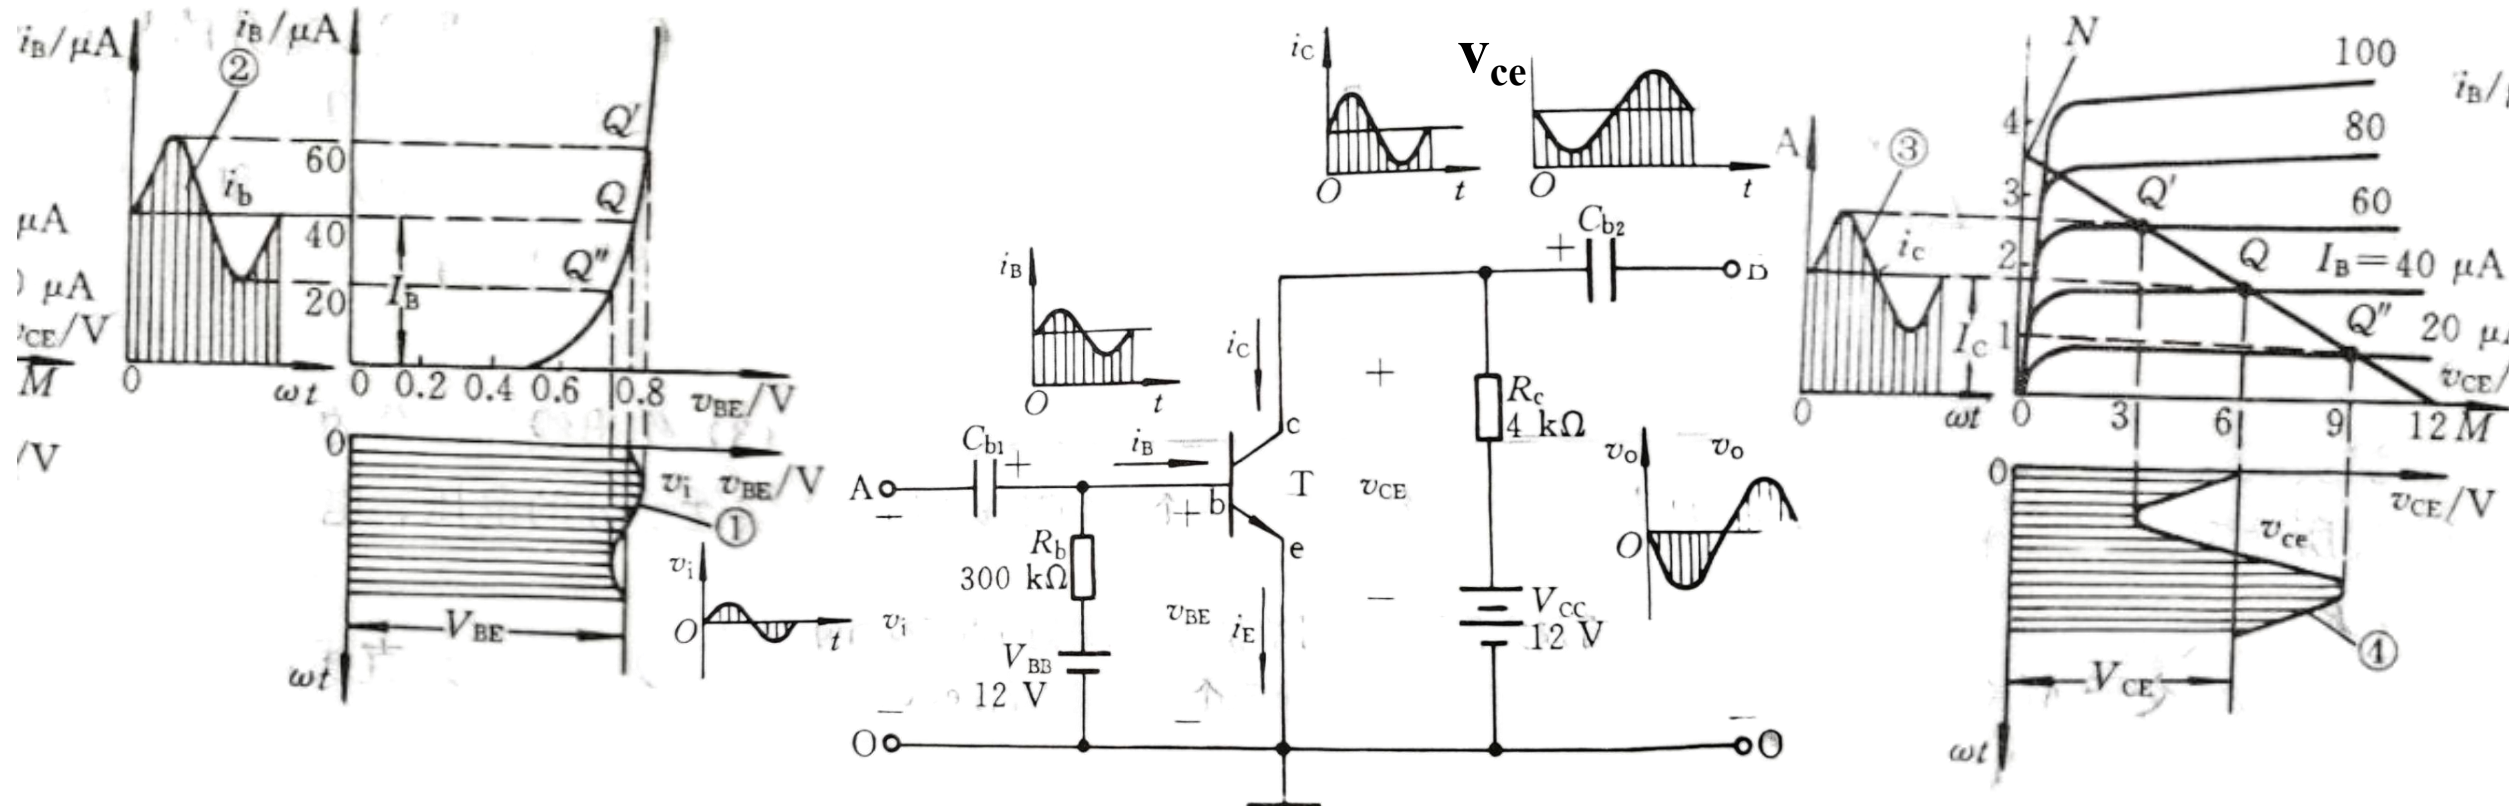 iB/μA
②
ib
0
ωt
μA
μA
vCE/V
M
/V
iB/μA
60
40
20
IB
Q′
Q
Q″
0 0.2 0.4 0.6 0.8
vBE/V
0
vi vBE/V
①
VBE
ωt
vi
O
t
vi
iB
O
t
iC
O
t
vce
O
t
Cb2
+
iC
+
Rc
4 kΩ
c
iB
Cb1
+
A
+ b
T
vCE
e
Rb
300 kΩ
vBE
iE
−
VCC
12 V
VBB
12 V
−
−
−
O
O
vo
vo
O
A
③
iC
IC
0
ωt
N
4
3
2
1
100
80
60
IB=40 μA
20 μA
Q′
Q
Q″
0 3 6 9 12 M
vCE/
iB/
0
vCE/V
vce
④
VCE
ωt